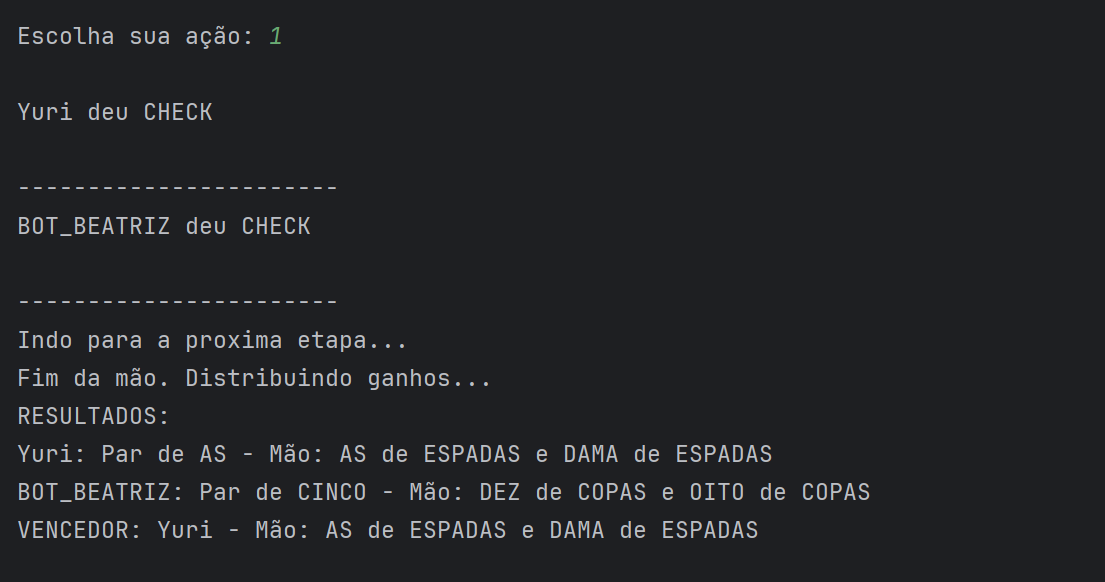 Escolha sua ação: 1
Yuri deu CHECK
-----------------------
BOT_BEATRIZ deu CHECK
-----------------------
Indo para a proxima etapa...
Fim da mão. Distribuindo ganhos...
RESULTADOS:
Yuri: Par de AS - Mão: AS de ESPADAS e DAMA de ESPADAS
BOT_BEATRIZ: Par de CINCO - Mão: DEZ de COPAS e OITO de COPAS
VENCEDOR: Yuri - Mão: AS de ESPADAS e DAMA de ESPADAS